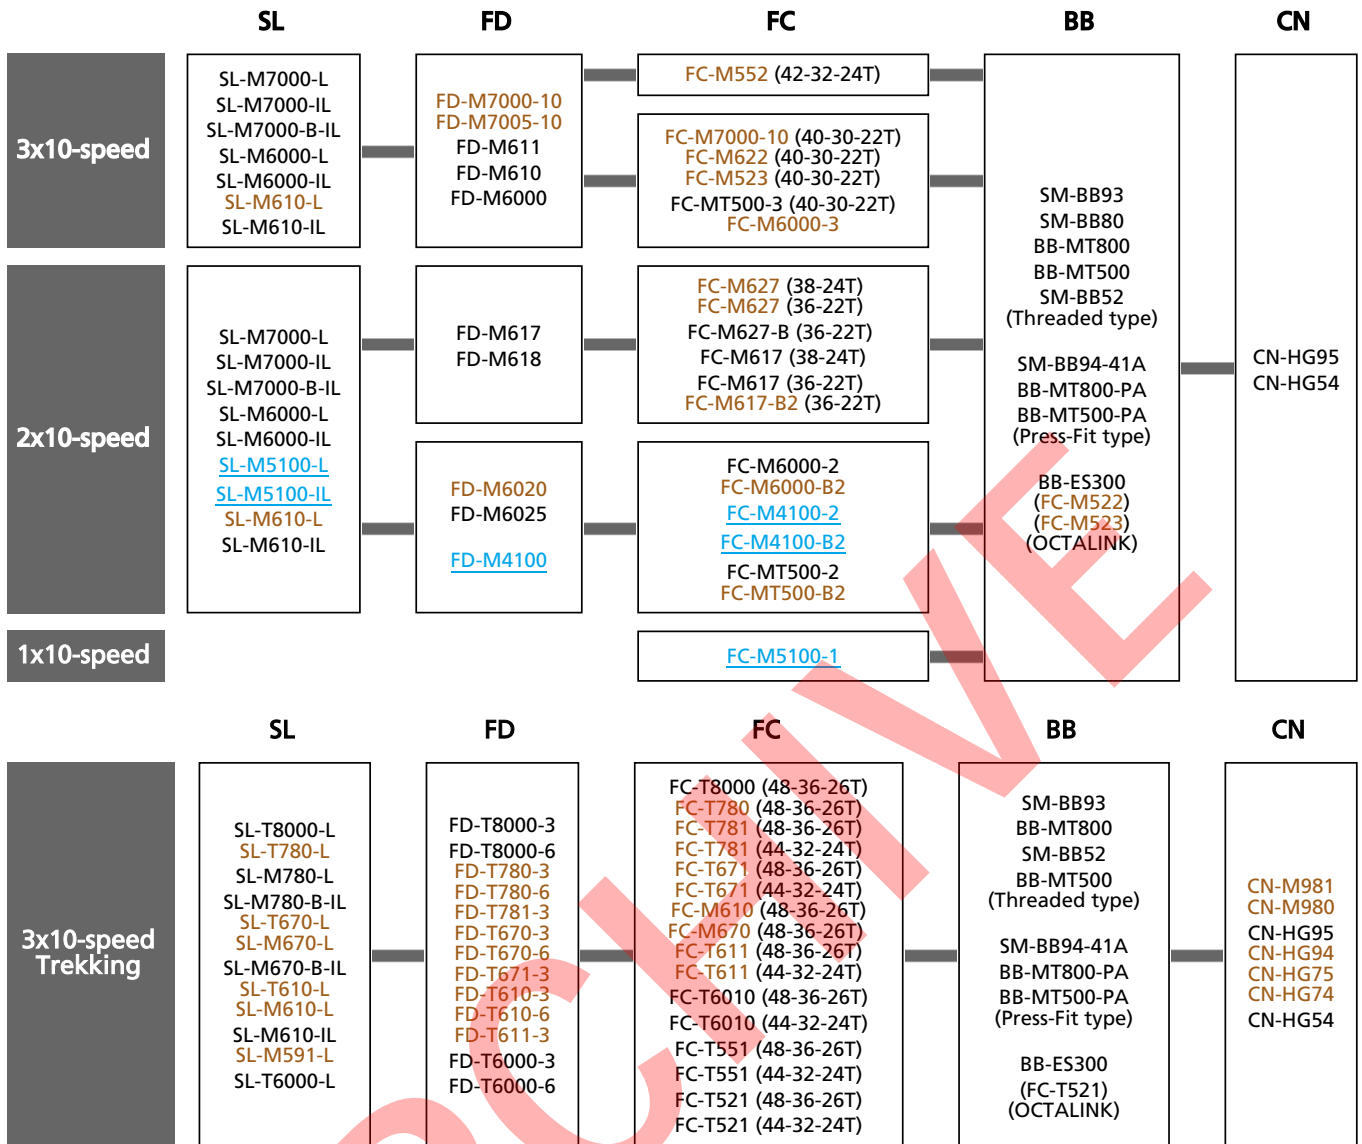 SL FD FC BB CN
3x10-speed
SL-M7000-L
SL-M7000-IL
SL-M7000-B-IL
SL-M6000-L
SL-M6000-IL
SL-M610-L
SL-M610-IL
FD-M7000-10
FD-M7005-10
FD-M611
FD-M610
FD-M6000
FC-M552 (42-32-24T)
FC-M7000-10 (40-30-22T)
FC-M622 (40-30-22T)
FC-M523 (40-30-22T)
FC-MT500-3 (40-30-22T)
FC-M6000-3
2x10-speed
SL-M7000-L
SL-M7000-IL
SL-M7000-B-IL
SL-M6000-L
SL-M6000-IL
SL-M5100-L
SL-M5100-IL
SL-M610-L
SL-M610-IL
FD-M617
FD-M618
FC-M627 (38-24T)
FC-M627 (36-22T)
FC-M627-B (36-22T)
FC-M617 (38-24T)
FC-M617 (36-22T)
FC-M617-B2 (36-22T)
FD-M6020
FD-M6025
FD-M4100
FC-M6000-2
FC-M6000-B2
FC-M4100-2
FC-M4100-B2
FC-MT500-2
FC-MT500-B2
1x10-speed
FC-M5100-1
SM-BB93
SM-BB80
BB-MT800
BB-MT500
SM-BB52
(Threaded type)
SM-BB94-41A
BB-MT800-PA
BB-MT500-PA
(Press-Fit type)
BB-ES300
(FC-M522)
(FC-M523)
(OCTALINK)
CN-HG95
CN-HG54
SL FD FC BB CN
3x10-speed
Trekking
SL-T8000-L
SL-T780-L
SL-M780-L
SL-M780-B-IL
SL-T670-L
SL-M670-L
SL-M670-B-IL
SL-T610-L
SL-M610-L
SL-M610-IL
SL-M591-L
SL-T6000-L
FD-T8000-3
FD-T8000-6
FD-T780-3
FD-T780-6
FD-T781-3
FD-T670-3
FD-T670-6
FD-T671-3
FD-T610-3
FD-T610-6
FD-T611-3
FD-T6000-3
FD-T6000-6
FC-T8000 (48-36-26T)
FC-T780 (48-36-26T)
FC-T781 (48-36-26T)
FC-T781 (44-32-24T)
FC-T671 (48-36-26T)
FC-T671 (44-32-24T)
FC-M610 (48-36-26T)
FC-M670 (48-36-26T)
FC-T611 (48-36-26T)
FC-T611 (44-32-24T)
FC-T6010 (48-36-26T)
FC-T6010 (44-32-24T)
FC-T551 (48-36-26T)
FC-T551 (44-32-24T)
FC-T521 (48-36-26T)
FC-T521 (44-32-24T)
SM-BB93
BB-MT800
SM-BB52
BB-MT500
(Threaded type)
SM-BB94-41A
BB-MT800-PA
BB-MT500-PA
(Press-Fit type)
BB-ES300
(FC-T521)
(OCTALINK)
CN-M981
CN-M980
CN-HG95
CN-HG94
CN-HG75
CN-HG74
CN-HG54
CHIVE